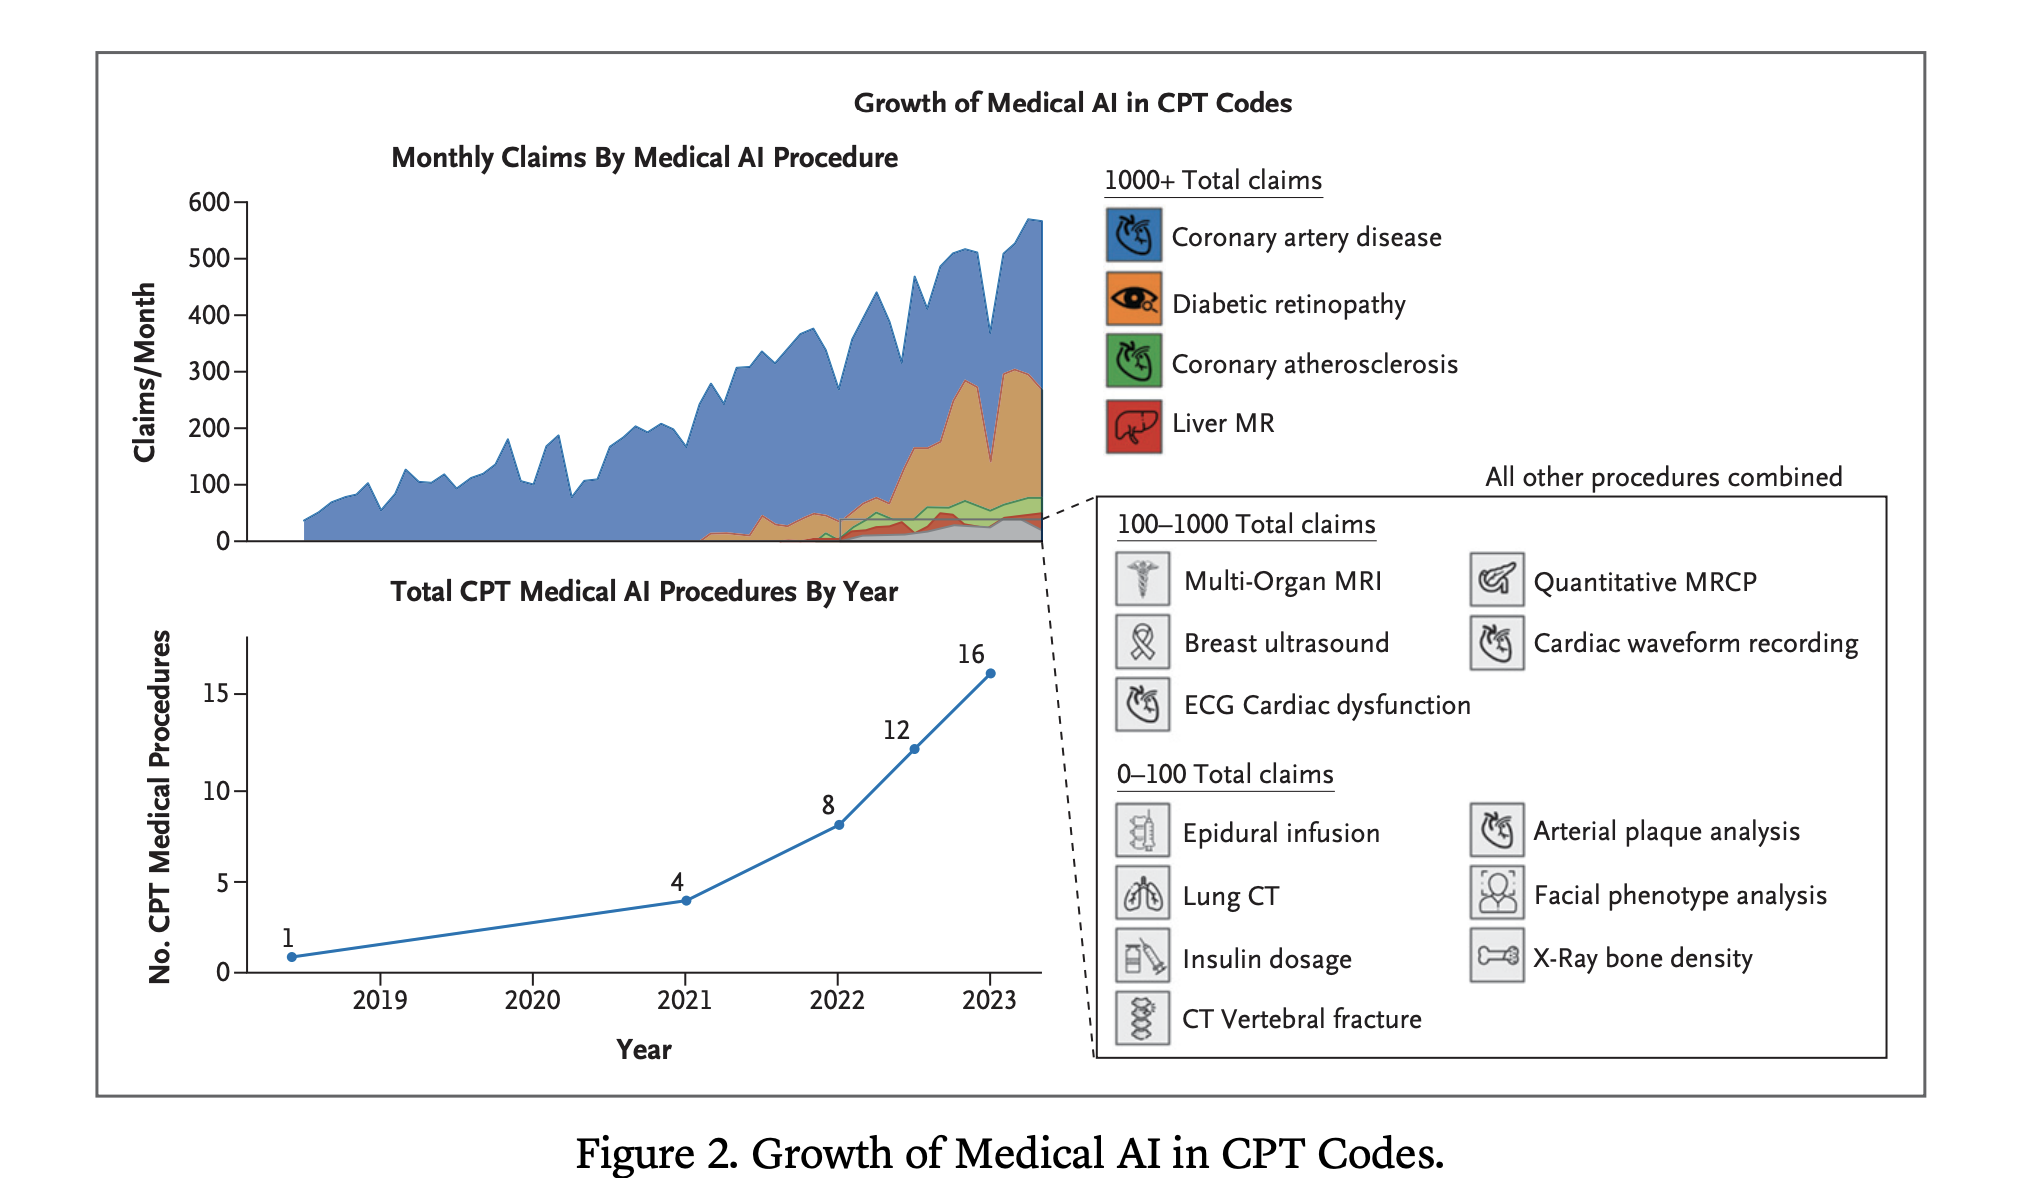 Growth of Medical AI in CPT Codes
Monthly Claims By Medical AI Procedure
Claims/Month
600
500
400
300
200
100
0
1000+ Total claims
Coronary artery disease
Diabetic retinopathy
Coronary atherosclerosis
Liver MR
Total CPT Medical AI Procedures By Year
No. CPT Medical Procedures
15
10
5
0
1
4
8
12
16
2019 2020 2021 2022 2023
Year
All other procedures combined
100–1000 Total claims
Multi-Organ MRI
Quantitative MRCP
Breast ultrasound
Cardiac waveform recording
ECG Cardiac dysfunction
0–100 Total claims
Epidural infusion
Arterial plaque analysis
Lung CT
Facial phenotype analysis
Insulin dosage
X-Ray bone density
CT Vertebral fracture
Figure 2. Growth of Medical AI in CPT Codes.